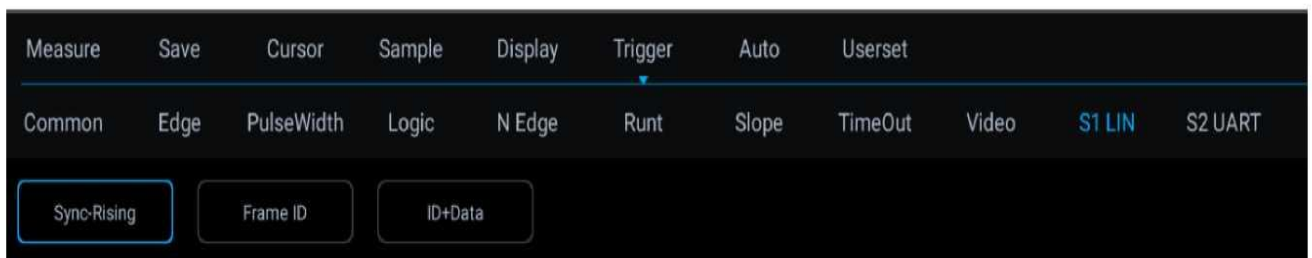 Measure Save Cursor Sample Display Trigger Auto Userset
Common Edge PulseWidth Logic N Edge Runt Slope TimeOut Video S1 LIN S2 UART
Sync-Rising Frame ID ID+Data